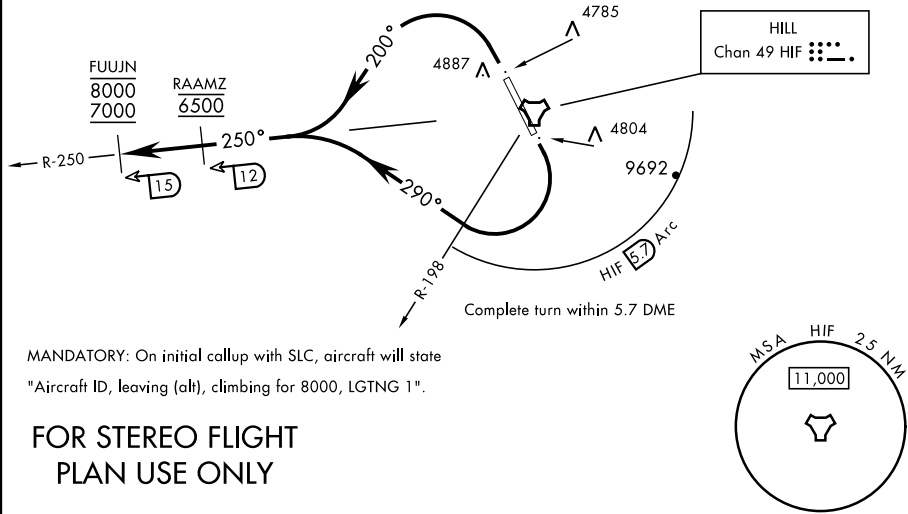 4785
HILL
Chan 49 HIF
4887
200°
FUUJN
8000
7000
RAAMZ
6500
4804
250°
R-250
15
12
290°
9692
R-198
HIF 5.7 Arc
Complete turn within 5.7 DME
MANDATORY: On initial callup with SLC, aircraft will state
"Aircraft ID, leaving (alt), climbing for 8000, LGTNG 1".
MSA HIF 25 NM
11,000
FOR STEREO FLIGHT
PLAN USE ONLY